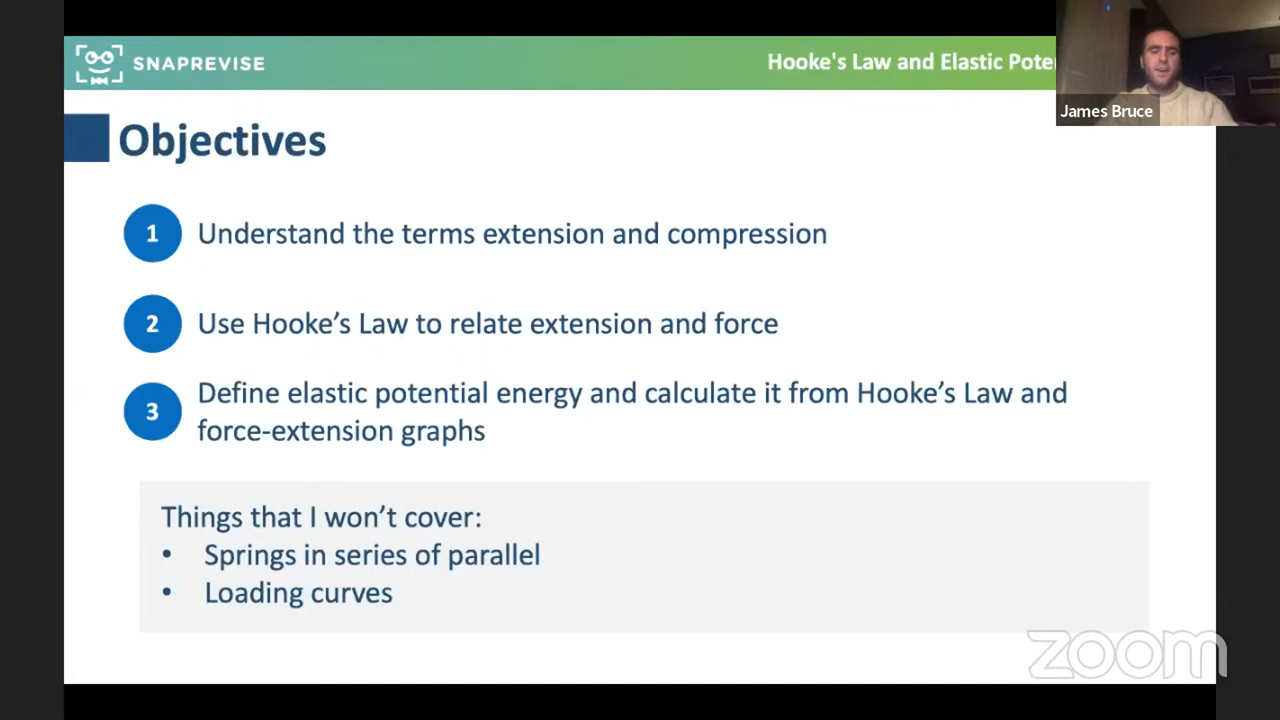 SNAPREVISE
Hooke's Law and Elastic Pote
James Bruce
Objectives
1 Understand the terms extension and compression
2 Use Hooke’s Law to relate extension and force
3 Define elastic potential energy and calculate it from Hooke’s Law and
force-extension graphs
Things that I won’t cover:
• Springs in series of parallel
• Loading curves
zoom